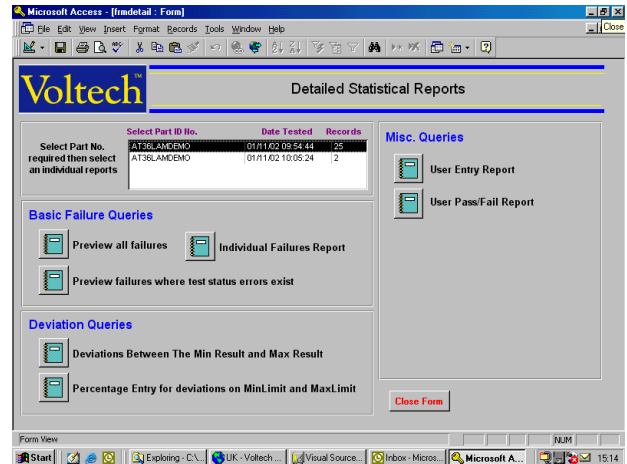 Microsoft Access - [frmdetail : Form]
File Edit View Insert Format Records Tools Window Help
Close
Voltech™
Detailed Statistical Reports
Select Part No. required then select an individual reports
Select Part ID No. Date Tested Records
AT36LAMDEMO 01/11/02 09:54:44 25
AT36LAMDEMO 01/11/02 10:05:24 2
Misc. Queries
User Entry Report
User Pass/Fail Report
Basic Failure Queries
Preview all failures
Individual Failures Report
Preview failures where test status errors exist
Deviation Queries
Deviations Between The Min Result and Max Result
Percentage Entry for deviations on MinLimit and MaxLimit
Close Form
Form View NUM
Start Exploring - C:\... UK - Voltech ... Visual Source... Inbox - Micros... Microsoft A... 15:14